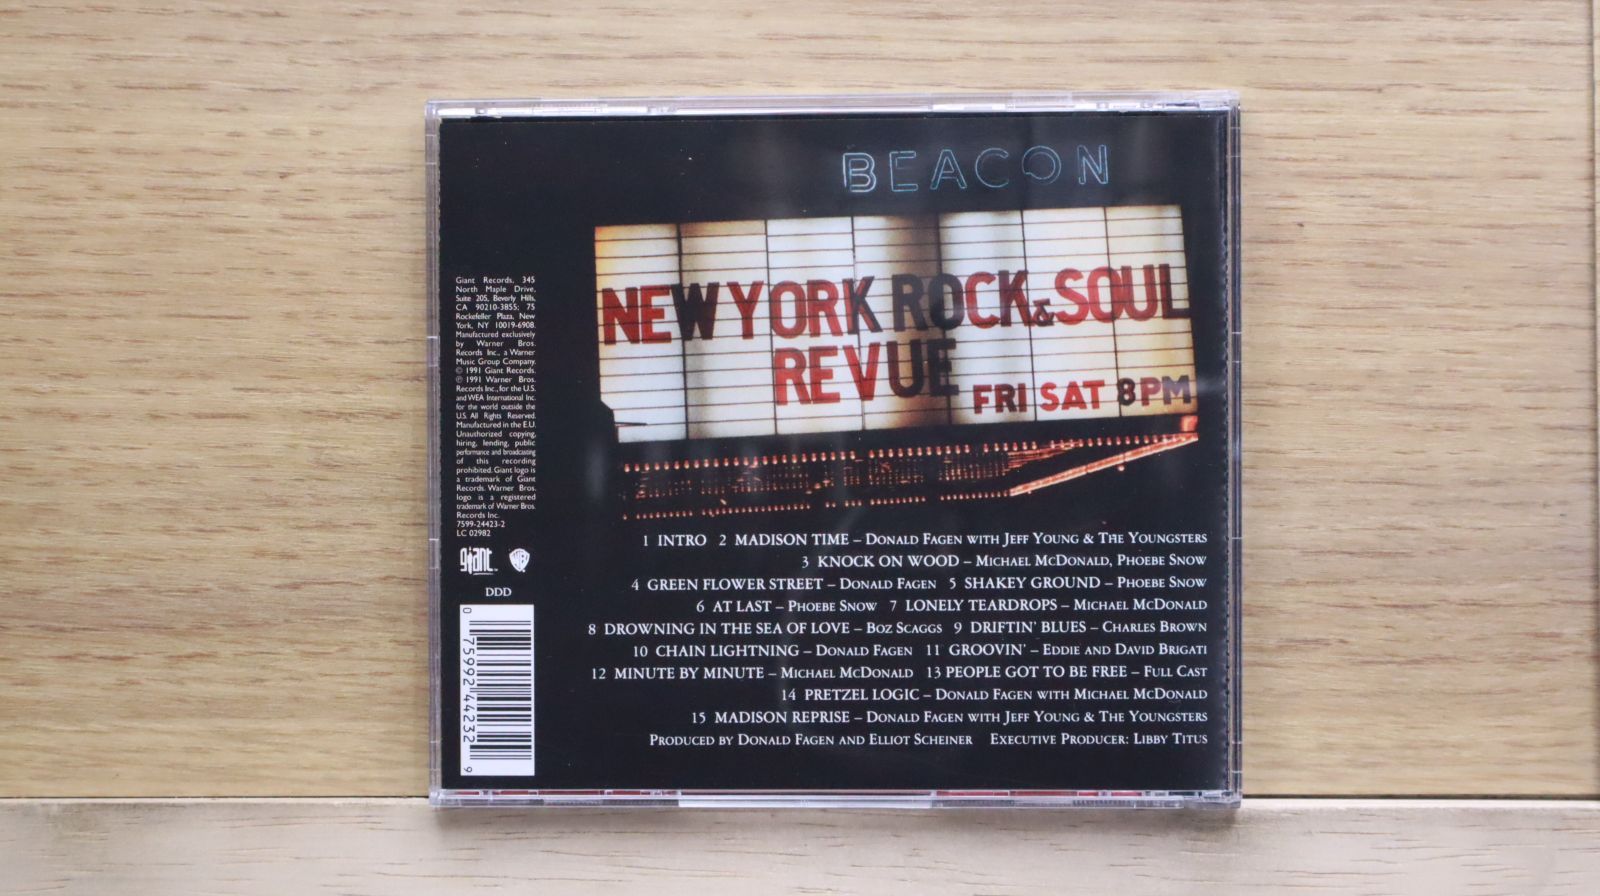 BEACON
NEW YORK ROCK & SOUL
REVUE FRI SAT 8PM
Giant Records, 345
North Maple Drive,
Suite 205, Beverly Hills,
CA 90210-3855; 75
Rockefeller Plaza, New
York, NY 10019-6908.
Manufactured exclusively
by Warner Bros.
Records Inc., a Warner
Music Group Company.
© 1991 Giant Records.
℗ 1991 Warner Bros.
Records Inc., for the U.S.
and WEA International Inc.
for the world outside the
U.S. All Rights Reserved.
Manufactured in the E.U.
Unauthorized copying,
hiring, lending, public
performance and broadcasting
of this recording
prohibited. Giant logo is
a trademark of Giant
Records. Warner Bros.
logo is a registered
trademark of Warner Bros.
Records Inc.
7599-24423-2
LC 02982
giant™ WB
DDD
0 75992 44232 9
1 INTRO 2 MADISON TIME – DONALD FAGEN WITH JEFF YOUNG & THE YOUNGSTERS
3 KNOCK ON WOOD – MICHAEL MCDONALD, PHOEBE SNOW
4 GREEN FLOWER STREET – DONALD FAGEN 5 SHAKEY GROUND – PHOEBE SNOW
6 AT LAST – PHOEBE SNOW 7 LONELY TEARDROPS – MICHAEL MCDONALD
8 DROWNING IN THE SEA OF LOVE – BOZ SCAGGS 9 DRIFTIN' BLUES – CHARLES BROWN
10 CHAIN LIGHTNING – DONALD FAGEN 11 GROOVIN' – EDDIE AND DAVID BRIGATI
12 MINUTE BY MINUTE – MICHAEL MCDONALD 13 PEOPLE GOT TO BE FREE – FULL CAST
14 PRETZEL LOGIC – DONALD FAGEN WITH MICHAEL MCDONALD
15 MADISON REPRISE – DONALD FAGEN WITH JEFF YOUNG & THE YOUNGSTERS
PRODUCED BY DONALD FAGEN AND ELLIOT SCHEINER EXECUTIVE PRODUCER: LIBBY TITUS